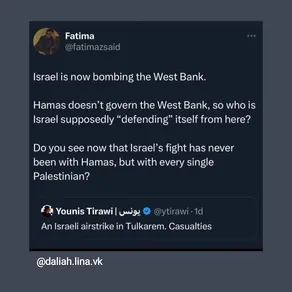 Fatima
@fatimazsaid
Israel is now bombing the West Bank.
Hamas doesn't govern the West Bank, so who is
Israel supposedly “defending” itself from here?
Do you see now that Israel's fight has never
been with Hamas, but with every single
Palestinian?
Younis Tirawi | يونس @ytirawi · 1d
An Israeli airstrike in Tulkarem. Casualties
@daliah.lina.vk